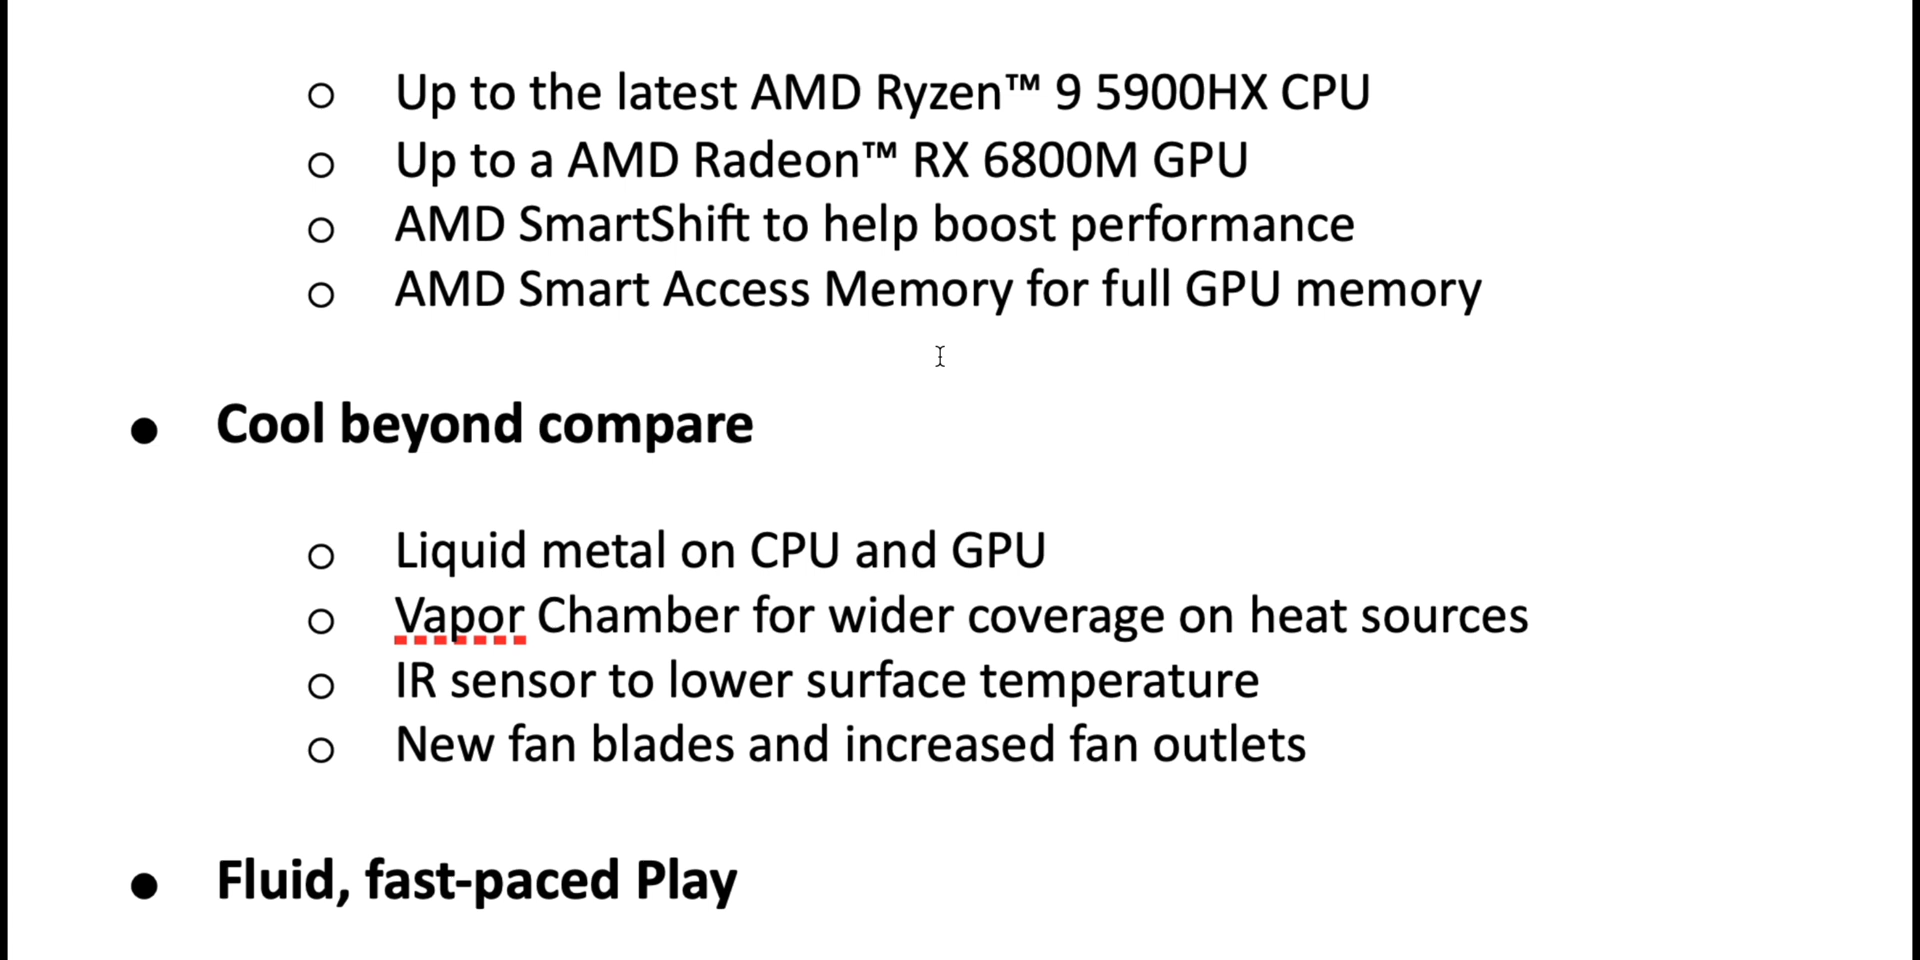 ○ Up to the latest AMD Ryzen™ 9 5900HX CPU
○ Up to a AMD Radeon™ RX 6800M GPU
○ AMD SmartShift to help boost performance
○ AMD Smart Access Memory for full GPU memory
● Cool beyond compare
○ Liquid metal on CPU and GPU
○ Vapor Chamber for wider coverage on heat sources
○ IR sensor to lower surface temperature
○ New fan blades and increased fan outlets
● Fluid, fast-paced Play